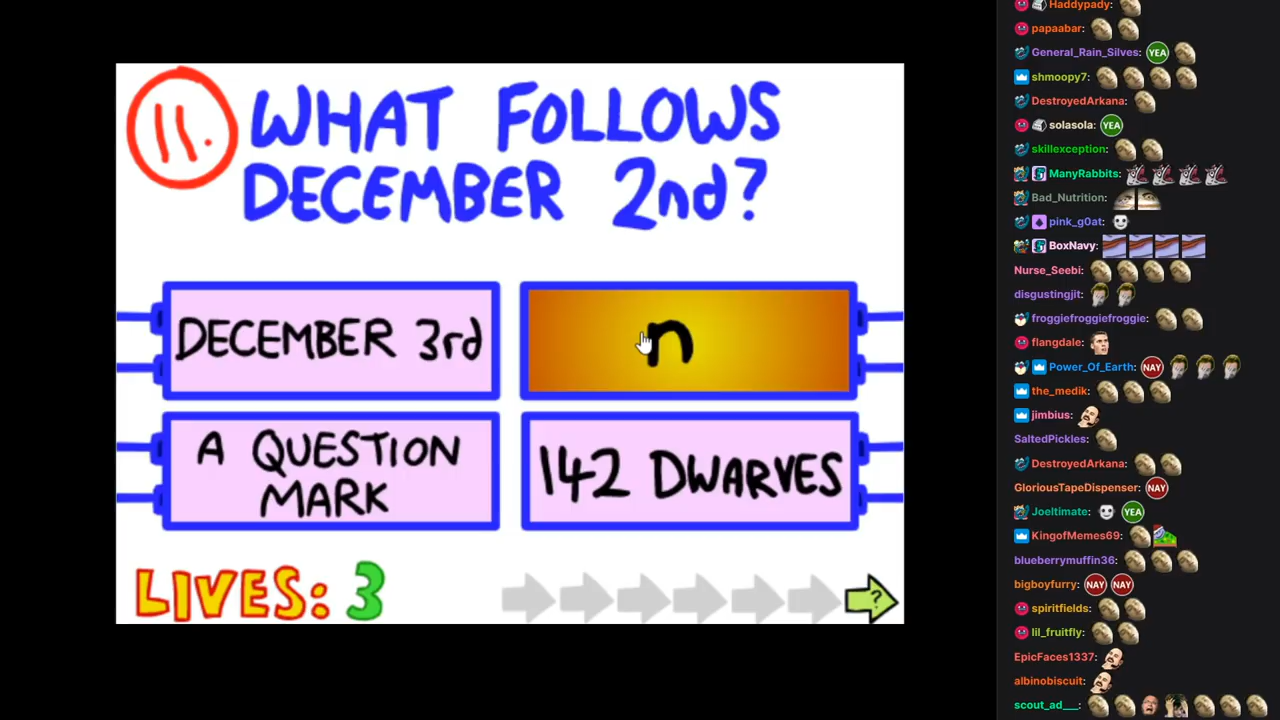 11.
WHAT FOLLOWS
DECEMBER 2nd?
DECEMBER 3rd
n
A QUESTION
MARK
142 DWARVES
LIVES: 3
?
Haddypady:
papaabar:
General_Rain_Silves: YEA
shmoopy7:
DestroyedArkana:
solasola: YEA
skillexception:
ManyRabbits:
Bad_Nutrition:
pink_g0at:
BoxNavy:
Nurse_Seebi:
disgustingjit:
froggiefroggiefroggie:
flangdale:
Power_Of_Earth: NAY
the_medik:
jimbius:
SaltedPickles:
DestroyedArkana:
GloriousTapeDispenser: NAY
Joeltimate: YEA
KingofMemes69:
blueberrymuffin36:
bigboyfurry: NAY NAY
spiritfields:
lil_fruitfly:
EpicFaces1337:
albinobiscuit:
scout_ad___: